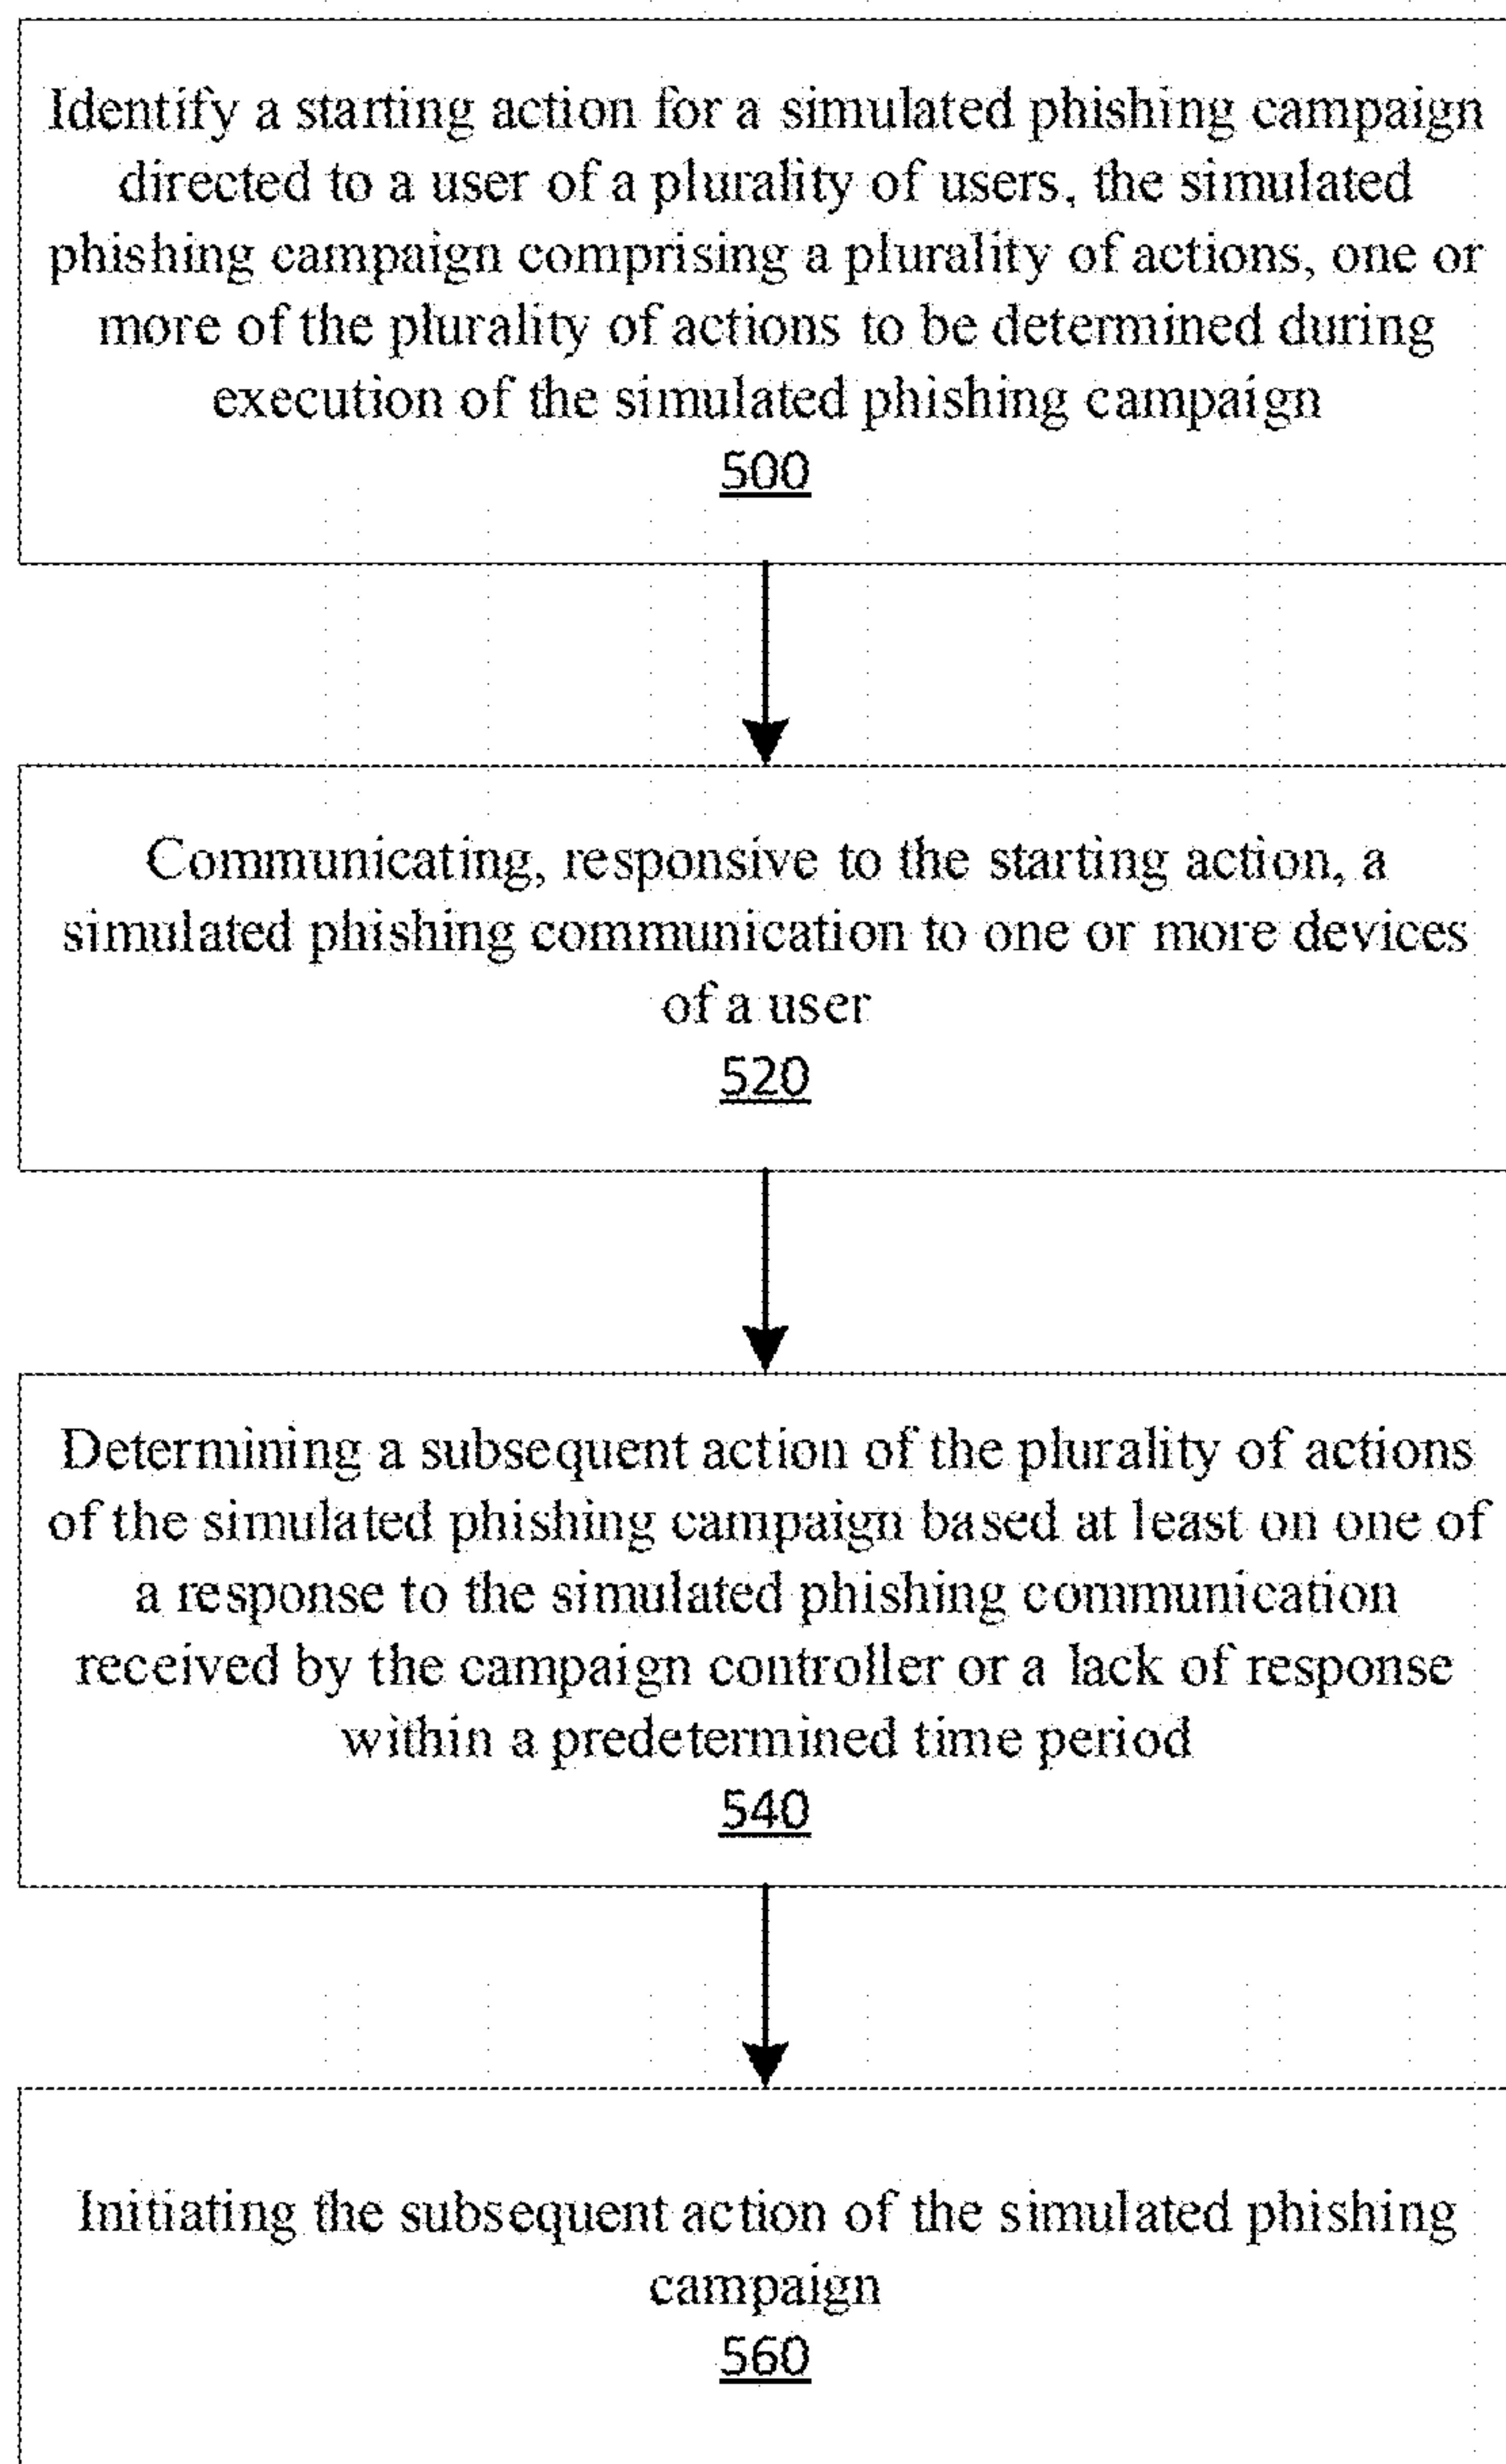 Identify a starting action for a simulated phishing campaign
directed to a user of a plurality of users, the simulated
phishing campaign comprising a plurality of actions, one or
more of the plurality of actions to be determined during
execution of the simulated phishing campaign
500
Communicating, responsive to the starting action, a
simulated phishing communication to one or more devices
of a user
520
Determining a subsequent action of the plurality of actions
of the simulated phishing campaign based at least on one of
a response to the simulated phishing communication
received by the campaign controller or a lack of response
within a predetermined time period
540
Initiating the subsequent action of the simulated phishing
campaign
560